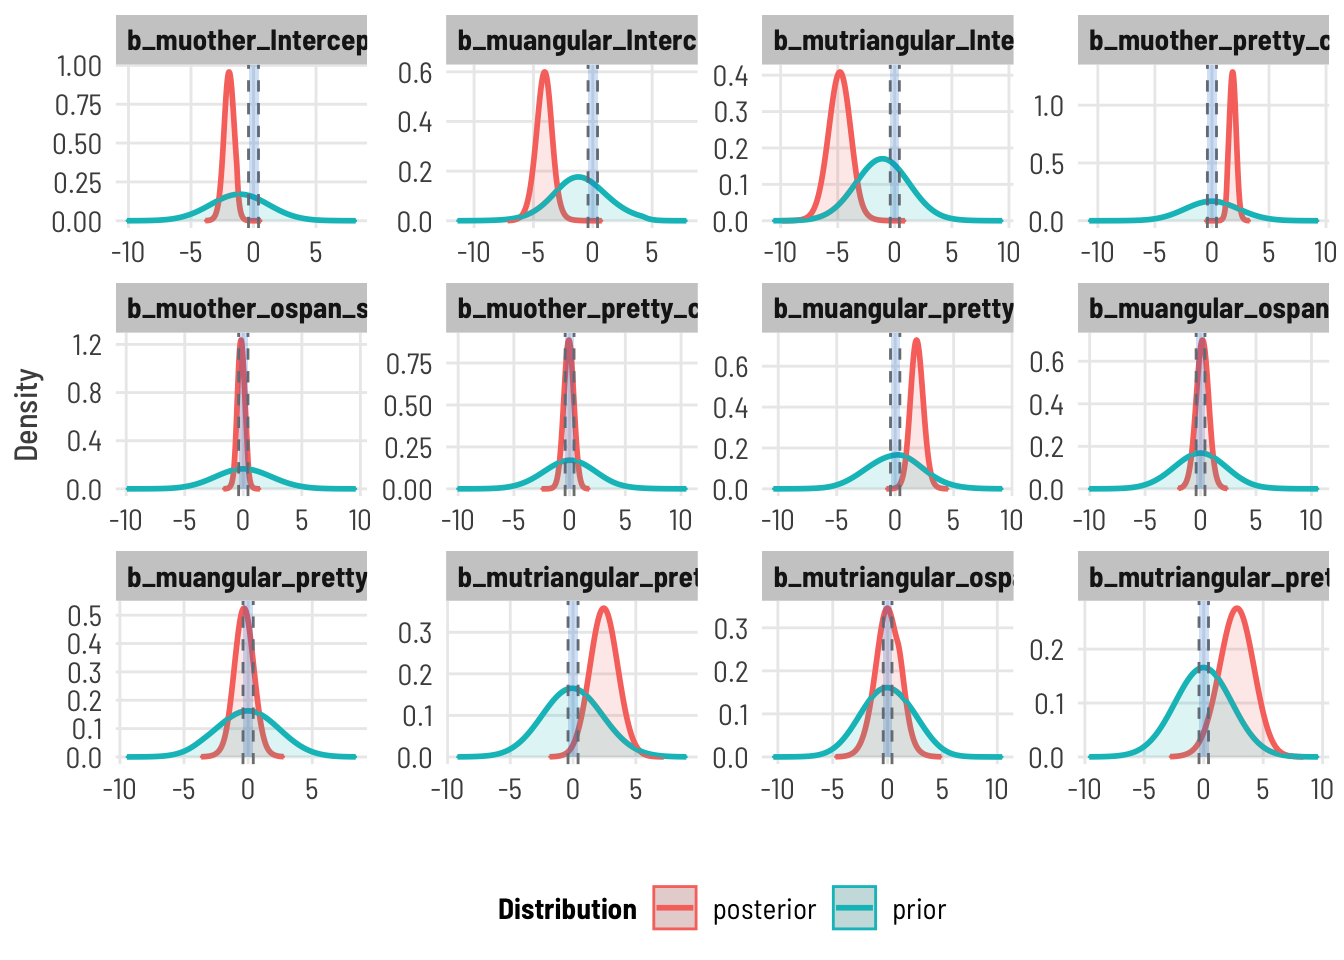 b_muother_Intercep
b_muangular_Interc
b_mutriangular_Inte
b_muother_pretty_c
1.00
0.75
0.50
0.25
0.00
-10 -5 0 5
0.6
0.4
0.2
0.0
-10 -5 0 5
0.4
0.3
0.2
0.1
0.0
-10 -5 0 5 10
1.0
0.5
0.0
-10 -5 0 5 10
Density
b_muother_ospan_s
b_muother_pretty_c
b_muangular_pretty
b_muangular_ospan
1.2
0.8
0.4
0.0
-10 -5 0 5 10
0.75
0.50
0.25
0.00
-10 -5 0 5 10
0.6
0.4
0.2
0.0
-10 -5 0 5 10
0.6
0.4
0.2
0.0
-10 -5 0 5 10
b_muangular_pretty
b_mutriangular_pret
b_mutriangular_osp
b_mutriangular_pret
0.5
0.4
0.3
0.2
0.1
0.0
-10 -5 0 5
0.3
0.2
0.1
0.0
-10 -5 0 5
0.3
0.2
0.1
0.0
-10 -5 0 5 10
0.2
0.1
0.0
-10 -5 0 5 10
Distribution posterior prior